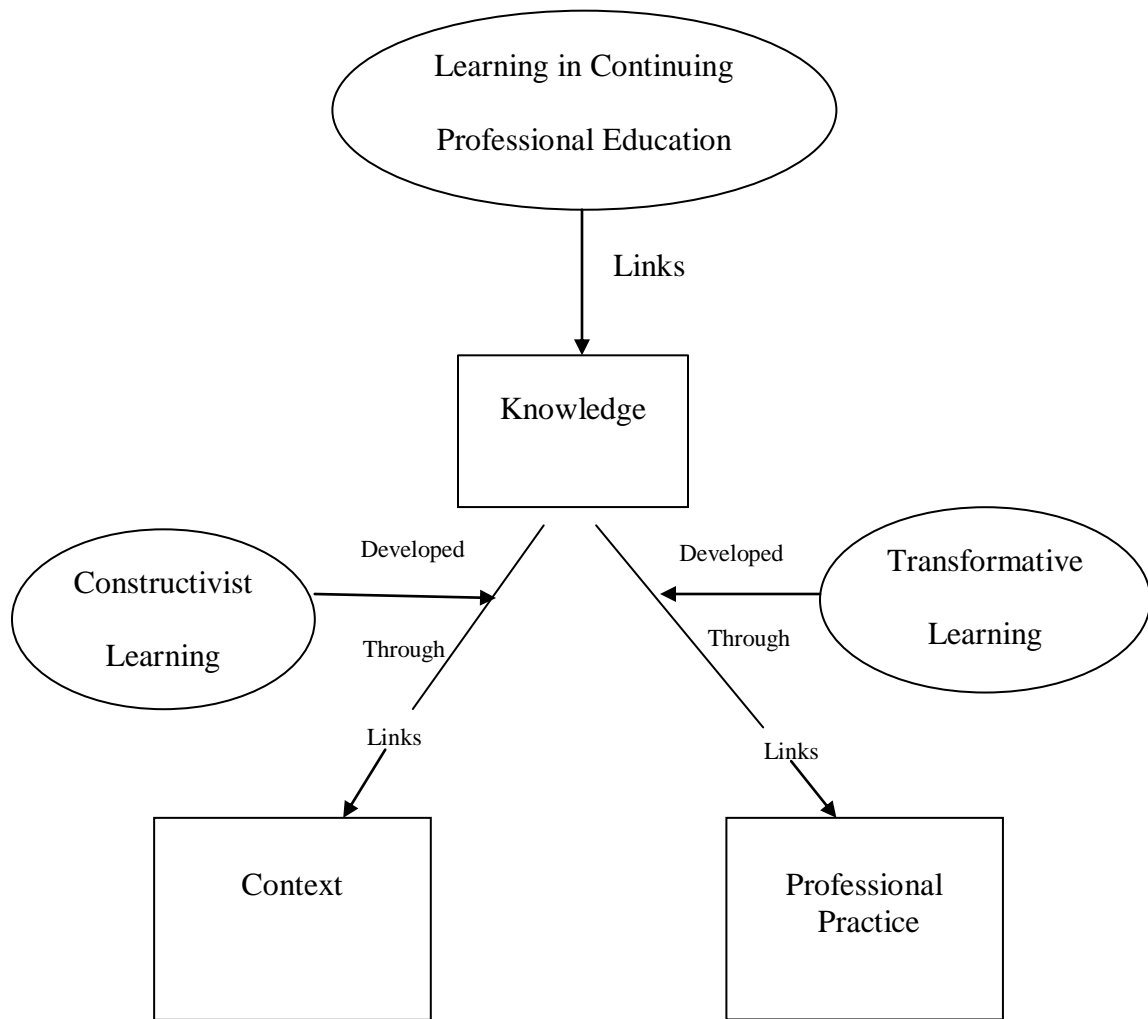 Learning in Continuing
Professional Education
Links
Knowledge
Developed
Developed
Constructivist
Learning
Transformative
Learning
Through
Through
Links
Links
Context
Professional
Practice